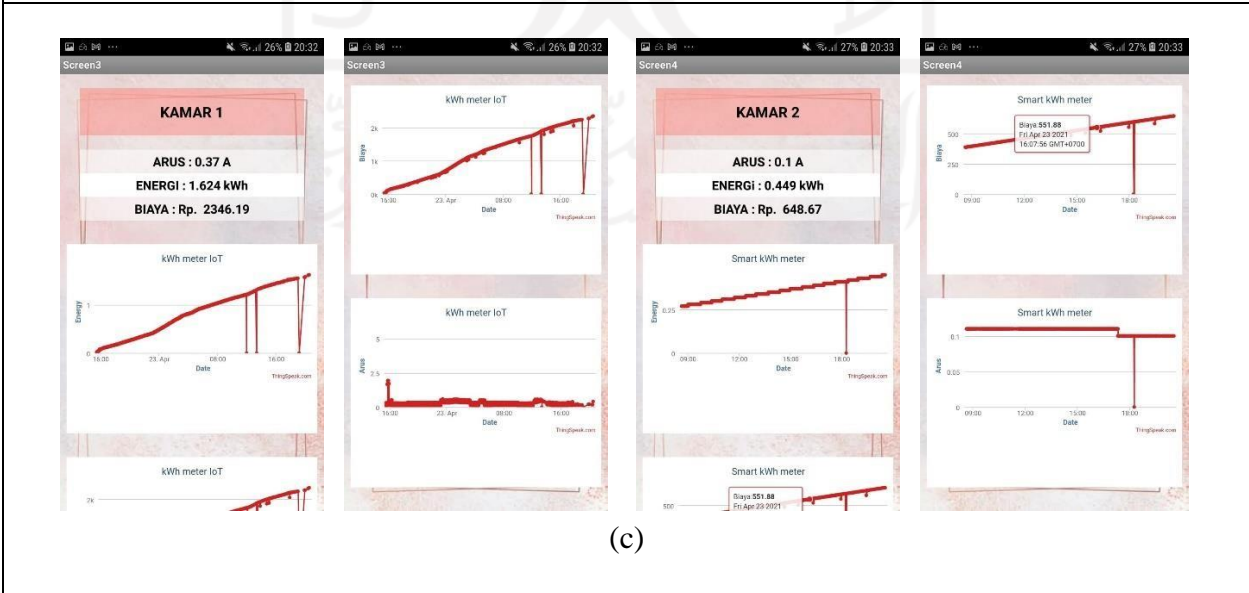 26% 20:32
Screen3
KAMAR 1
ARUS : 0.37 A
ENERGI : 1.624 kWh
BIAYA : Rp. 2346.19
kWh meter IoT
Energy
1
0
16:00 23. Apr 08:00 16:00
Date
ThingSpeak.com
kWh meter IoT
2k
26% 20:32
Screen3
kWh meter IoT
Biaya
2k
1k
0k
16:00 23. Apr 08:00 16:00
Date
ThingSpeak.com
kWh meter IoT
Arus
5
2.5
0
16:00 23. Apr 08:00 16:00
Date
ThingSpeak.com
27% 20:33
Screen4
KAMAR 2
ARUS : 0.1 A
ENERGi : 0.449 kWh
BIAYA : Rp. 648.67
Smart kWh meter
Energy
0.25
0
09:00 12:00 15:00 18:00
Date
ThingSpeak.com
Smart kWh meter
500
Biaya:551.88
Fri Apr 23 2021
27% 20:33
Screen4
Smart kWh meter
Biaya
500
250
0
Biaya:551.88
Fri Apr 23 2021
16:07:56 GMT+0700
09:00 12:00 15:00 18:00
Date
ThingSpeak.com
Smart kWh meter
Arus
0.1
0.05
0
09:00 12:00 15:00 18:00
Date
ThingSpeak.com
(c)